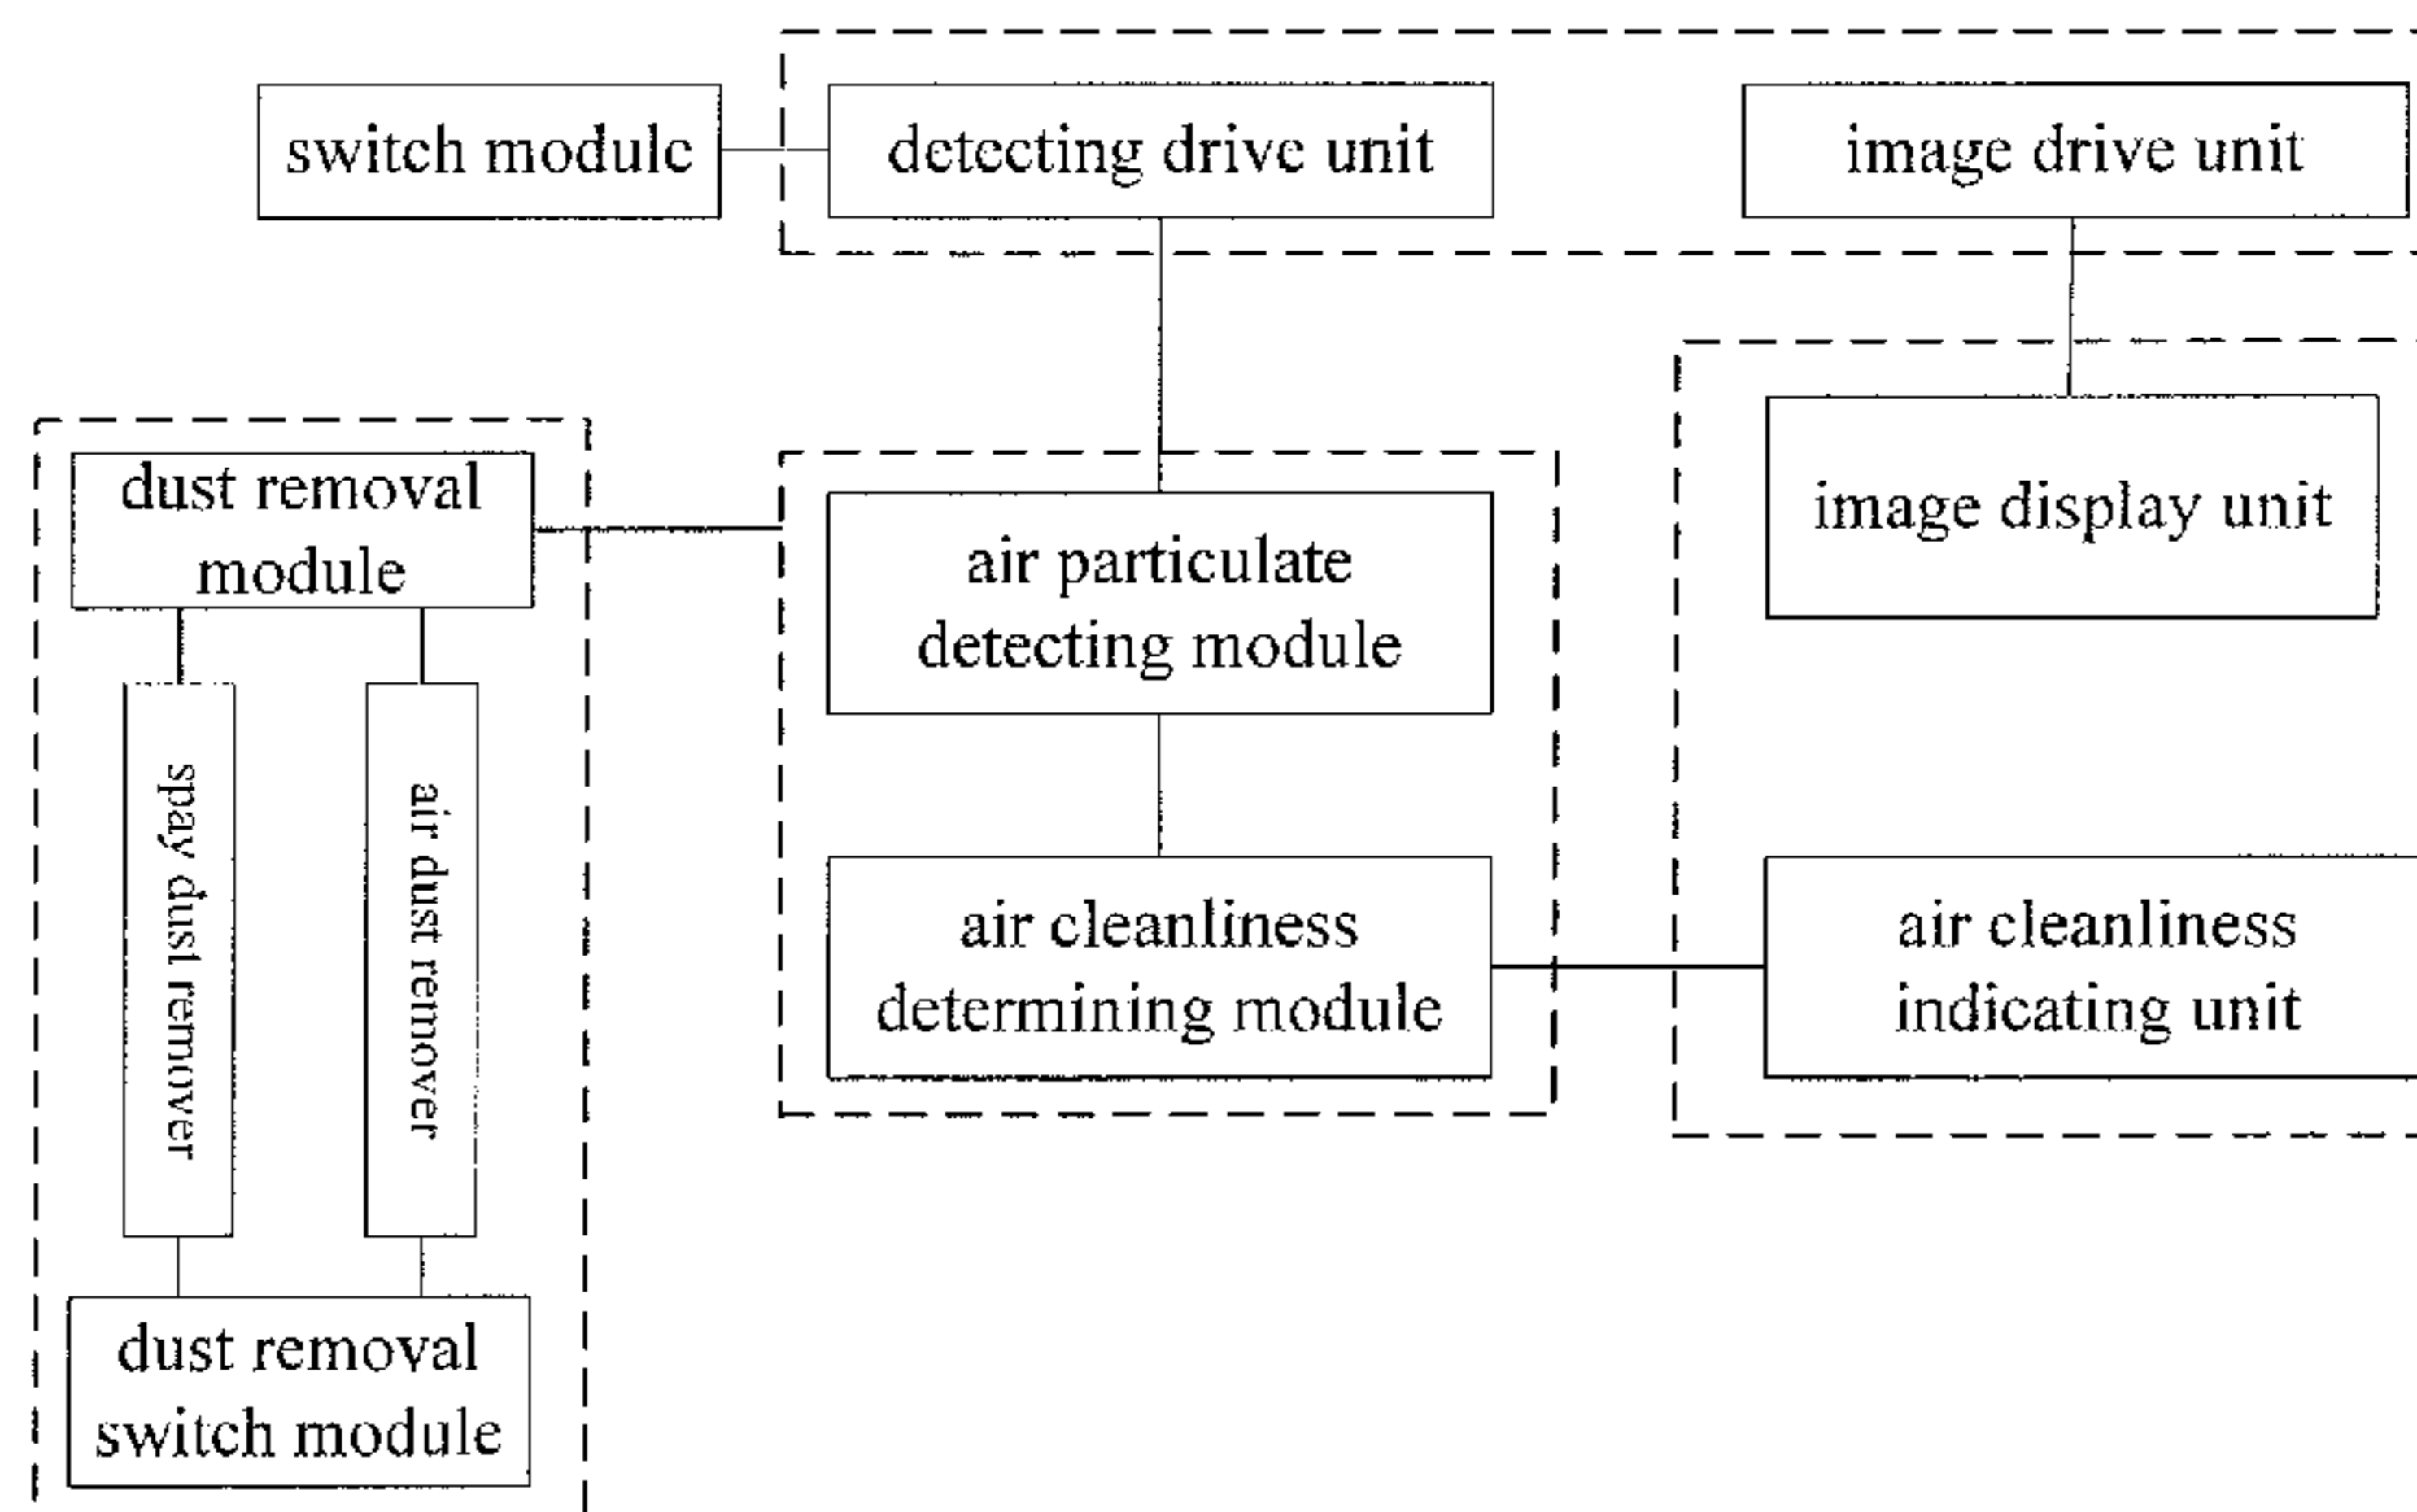 switch module
detecting drive unit
image drive unit
dust removal
module
air particulate
detecting module
image display unit
spay dust remover
air dust remover
air cleanliness
determining module
air cleanliness
indicating unit
dust removal
switch module